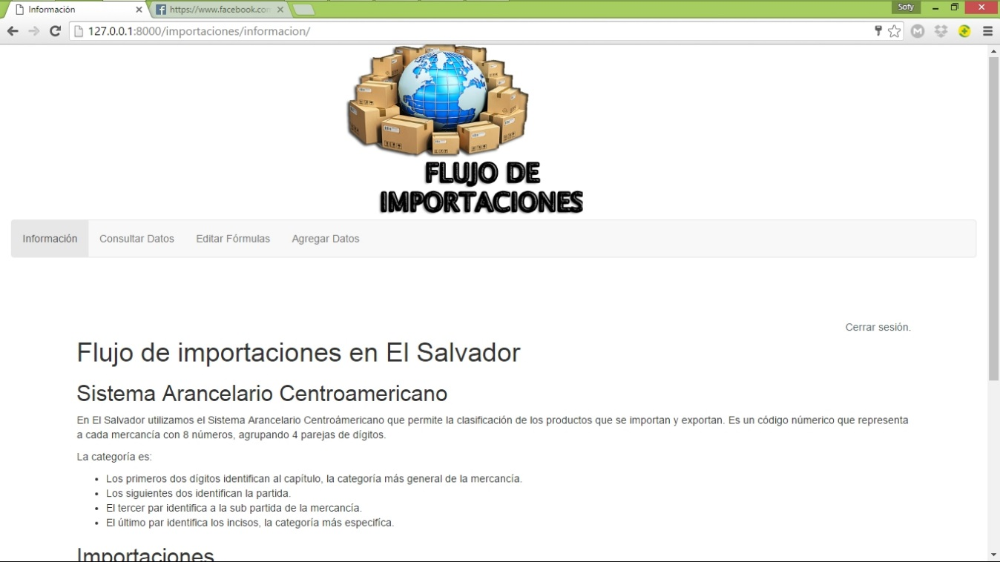 Información
https://www.facebook.con
Sofy
127.0.0.1:8000/importaciones/informacion/
FLUJO DE
IMPORTACIONES
Información
Consultar Datos
Editar Fórmulas
Agregar Datos
Cerrar sesión.
Flujo de importaciones en El Salvador
Sistema Arancelario Centroamericano
En El Salvador utilizamos el Sistema Arancelario Centroámericano que permite la clasificación de los productos que se importan y exportan. Es un código númerico que representa
a cada mercancía con 8 números, agrupando 4 parejas de dígitos.
La categoría es:
• Los primeros dos dígitos identifican al capítulo, la categoría más general de la mercancía.
• Los siguientes dos identifican la partida.
• El tercer par identifica a la sub partida de la mercancía.
• El último par identifica los incisos, la categoría más especifíca.
Importaciones